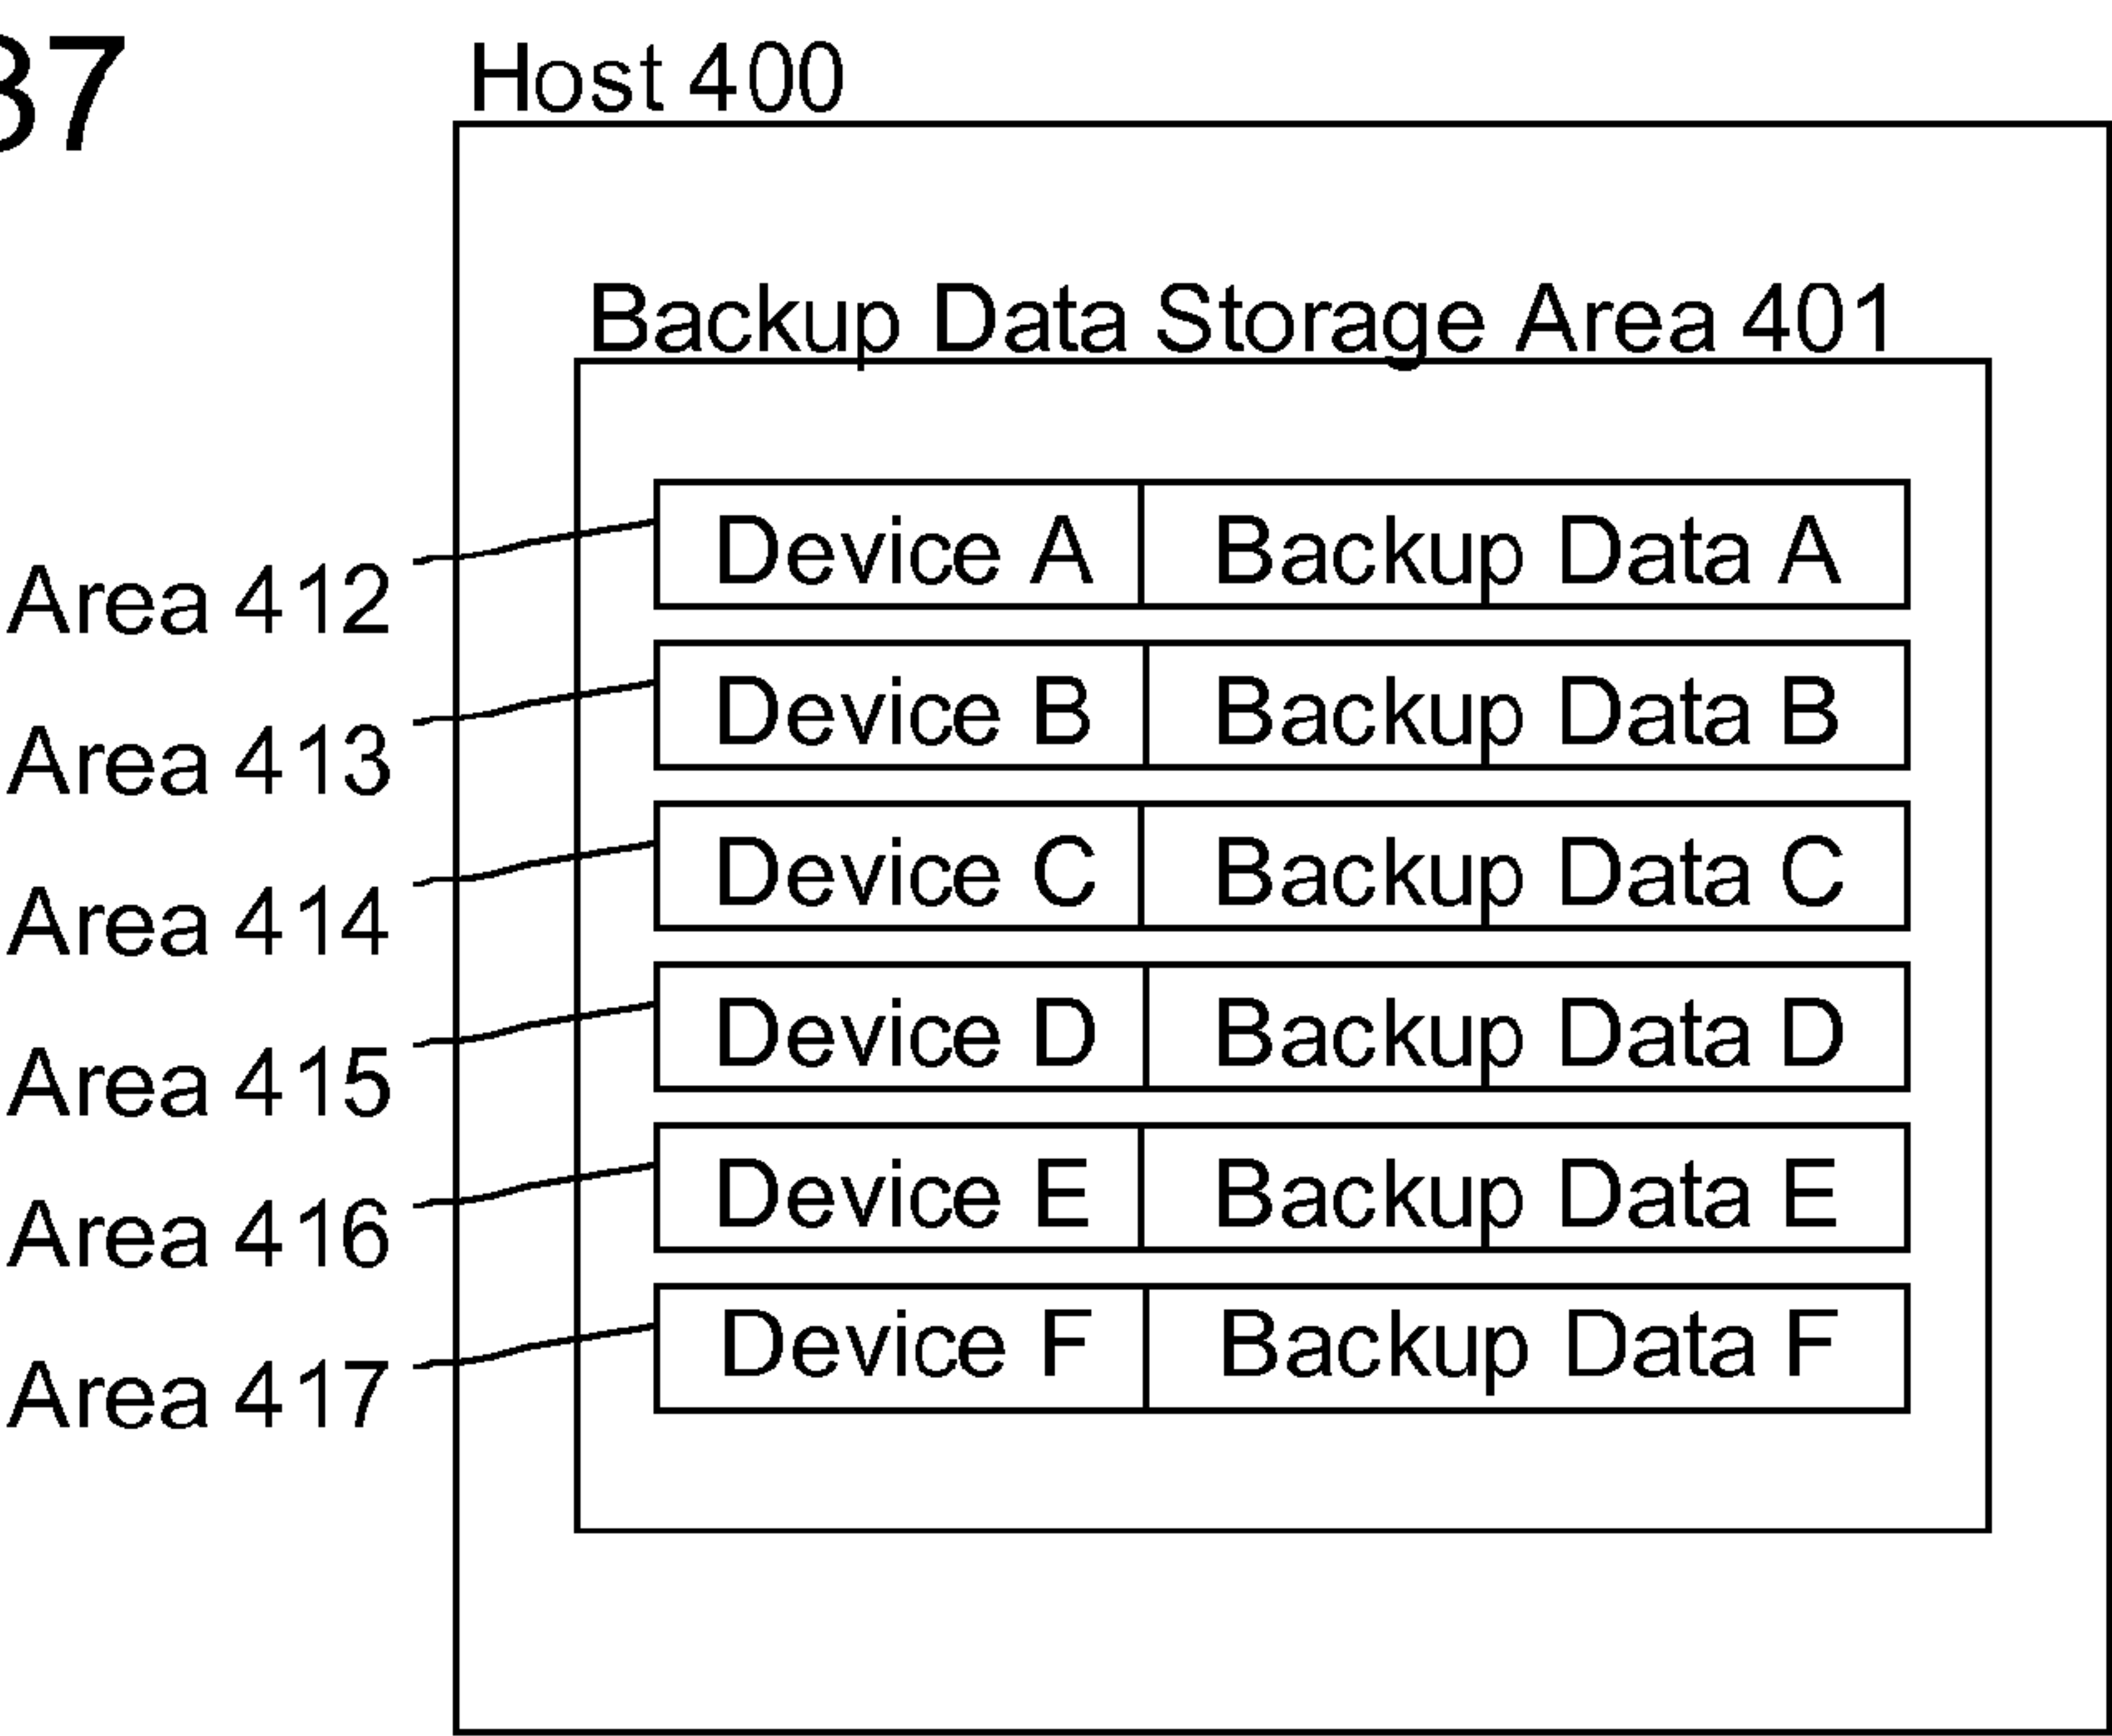 37
Host 400
Backup Data Storage Area 401
Area 412 Device A Backup Data A
Area 413 Device B Backup Data B
Area 414 Device C Backup Data C
Area 415 Device D Backup Data D
Area 416 Device E Backup Data E
Area 417 Device F Backup Data F